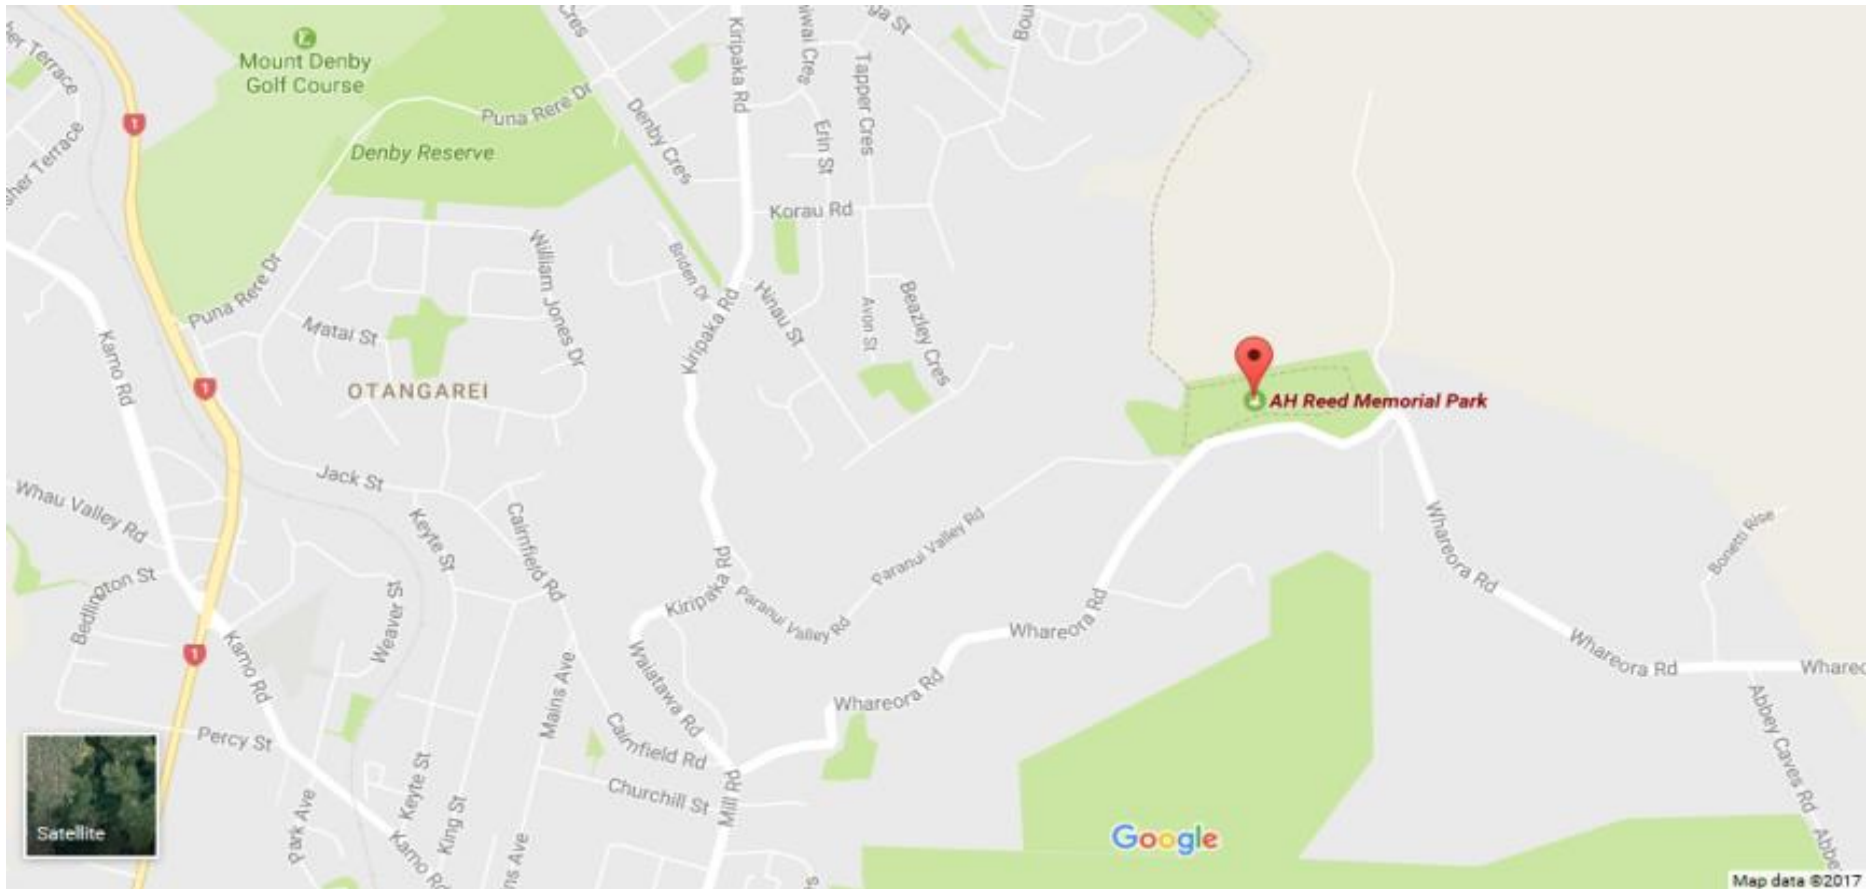 Cres
Kiripaka Rd
Tapper Cres
Mount Denby
Golf Course
Puna Rere Dr
Denby Cres
Erin St
Denby Reserve
Korau Rd
William Jones Dr
Briden Dr
Puna Rere Dr
Hinau St
Beazley Cres
Avon St
Kiripaka Rd
Matai St
Kamo Rd
1
1
1
OTANGAREI
AH Reed Memorial Park
Jack St
Whau Valley Rd
Keyte St
Cairnfield Rd
Paranui Valley Rd
Whareora Rd
Bonetti Rise
Kiripaka Rd
Paranui Valley Rd
Bedlington St
Weaver St
Whareora Rd
Whareora Rd
Kamo Rd
Waiatawa Rd
Mains Ave
Whareora Rd
Abbey Caves Rd
Percy St
Cairnfield Rd
Churchill St
Mill Rd
Keyte St
King St
Park Ave
Kamo Rd
Satellite
Google
Map data ©2017